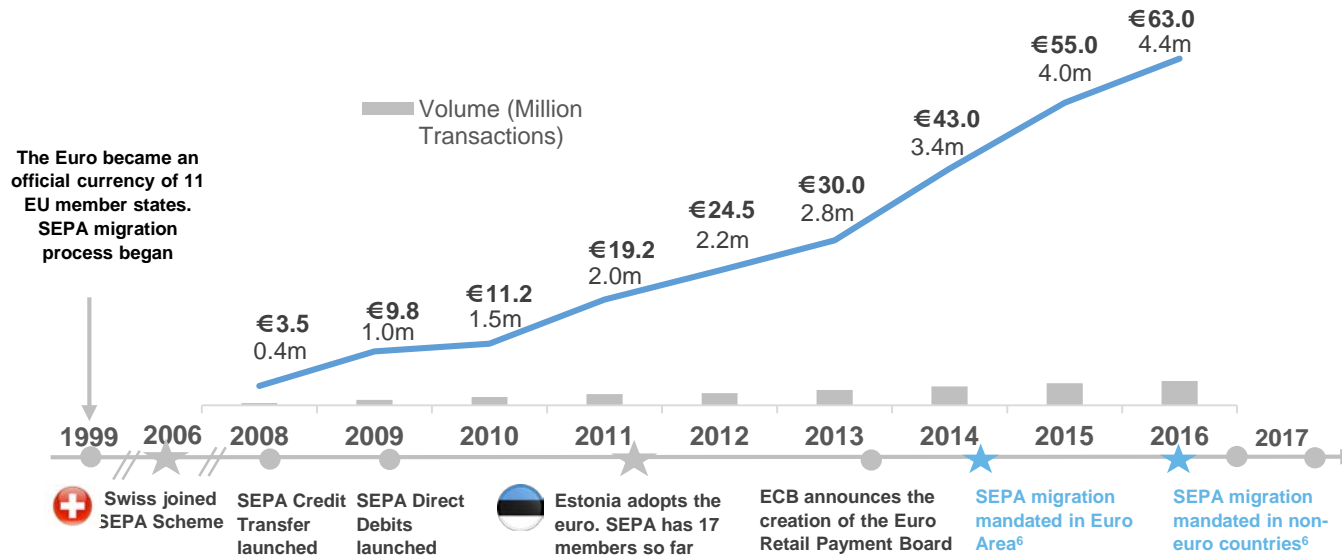 The Euro became an
official currency of 11
EU member states.
SEPA migration
process began
Volume (Million
Transactions)
€3.5
0.4m
€9.8
1.0m
€11.2
1.5m
€19.2
2.0m
€24.5
2.2m
€30.0
2.8m
€43.0
3.4m
€55.0
4.0m
€63.0
4.4m
1999 2006 2008 2009 2010 2011 2012 2013 2014 2015 2016 2017
Swiss joined
SEPA Scheme
SEPA Credit
Transfer
launched
SEPA Direct
Debits
launched
Estonia adopts the
euro. SEPA has 17
members so far
ECB announces the
creation of the Euro
Retail Payment Board
SEPA migration
mandated in Euro
Area⁶
SEPA migration
mandated in non-
euro countries⁶